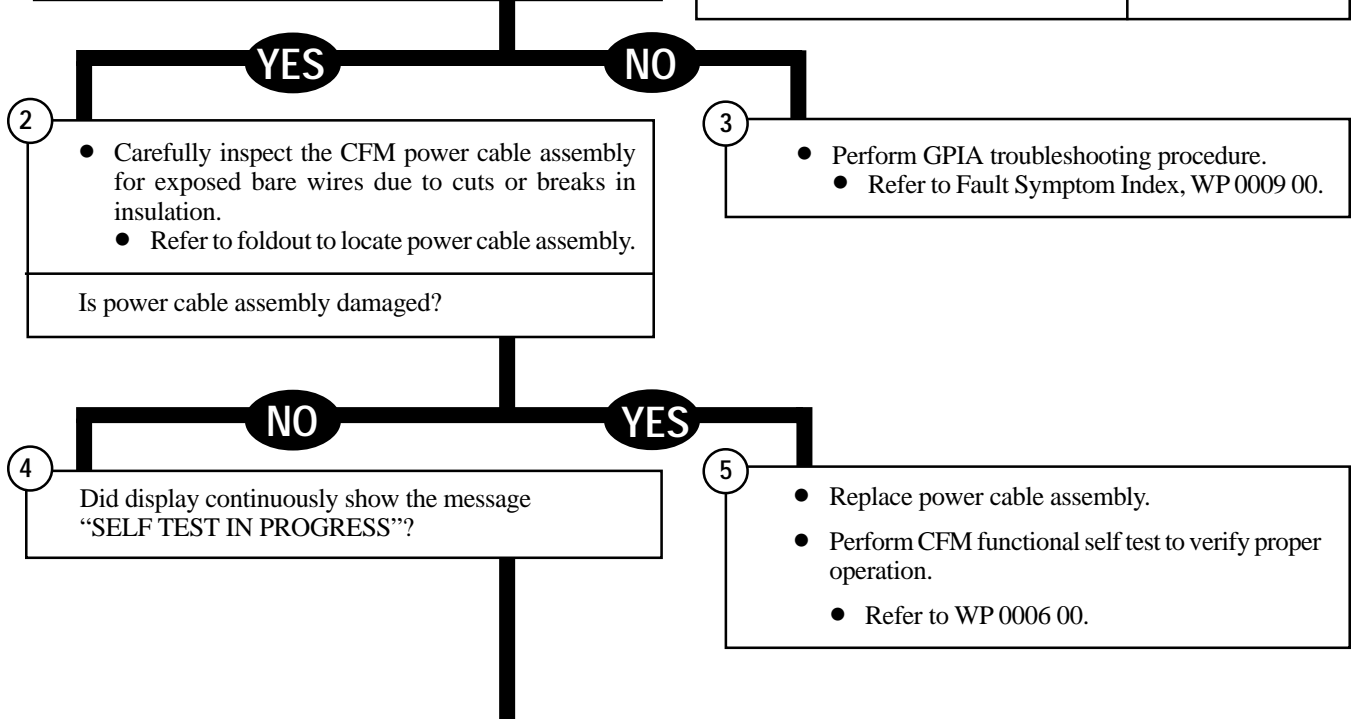 YES
NO
2
● Carefully inspect the CFM power cable assembly
for exposed bare wires due to cuts or breaks in
insulation.
● Refer to foldout to locate power cable assembly.
Is power cable assembly damaged?
3
● Perform GPIA troubleshooting procedure.
● Refer to Fault Symptom Index, WP 0009 00.
NO
YES
4
Did display continuously show the message
“SELF TEST IN PROGRESS”?
5
● Replace power cable assembly.
● Perform CFM functional self test to verify proper
operation.
● Refer to WP 0006 00.